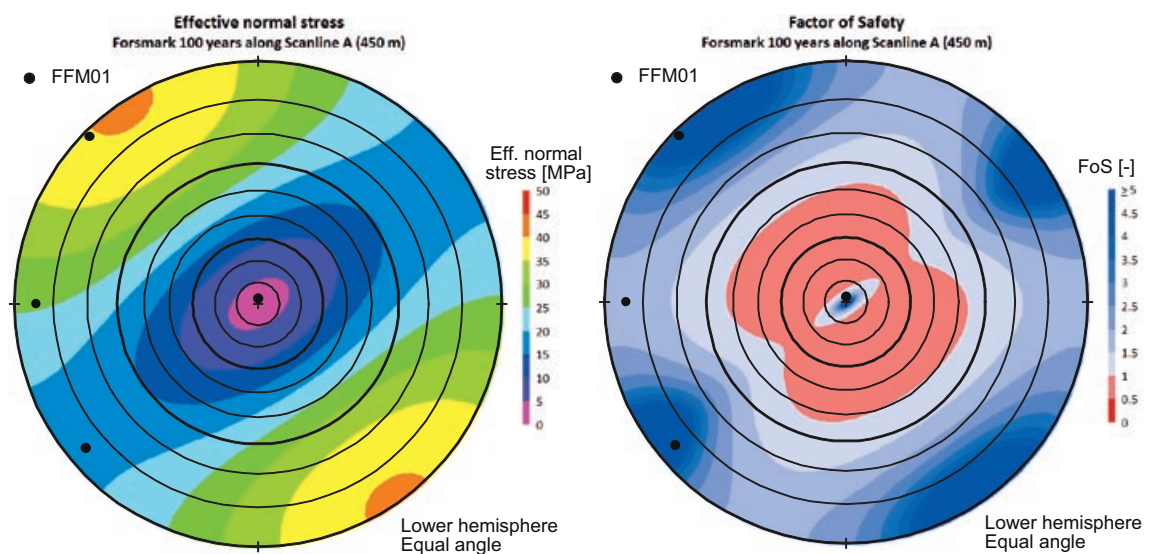 Effective normal stress
Forsmark 100 years along Scanline A (450 m)
FFM01
Eff. normal
stress [MPa]
50
45
40
35
30
25
20
15
10
5
0
Lower hemisphere
Equal angle
Factor of Safety
Forsmark 100 years along Scanline A (450 m)
FFM01
FoS [-]
≥5
4.5
4
3.5
3
2.5
2
1.5
1
0.5
0
Lower hemisphere
Equal angle